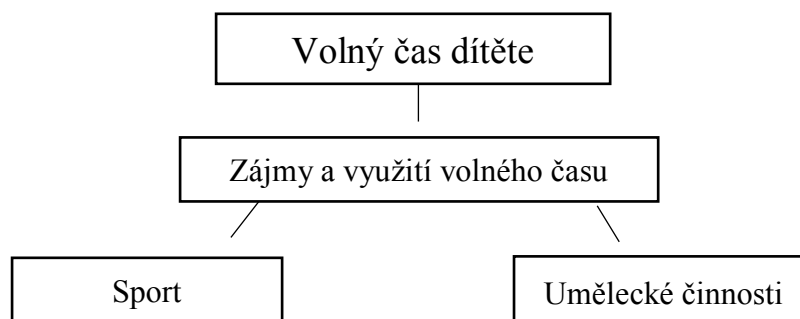 Volný čas dítěte
Zájmy a využití volného času
Sport
Umělecké činnosti